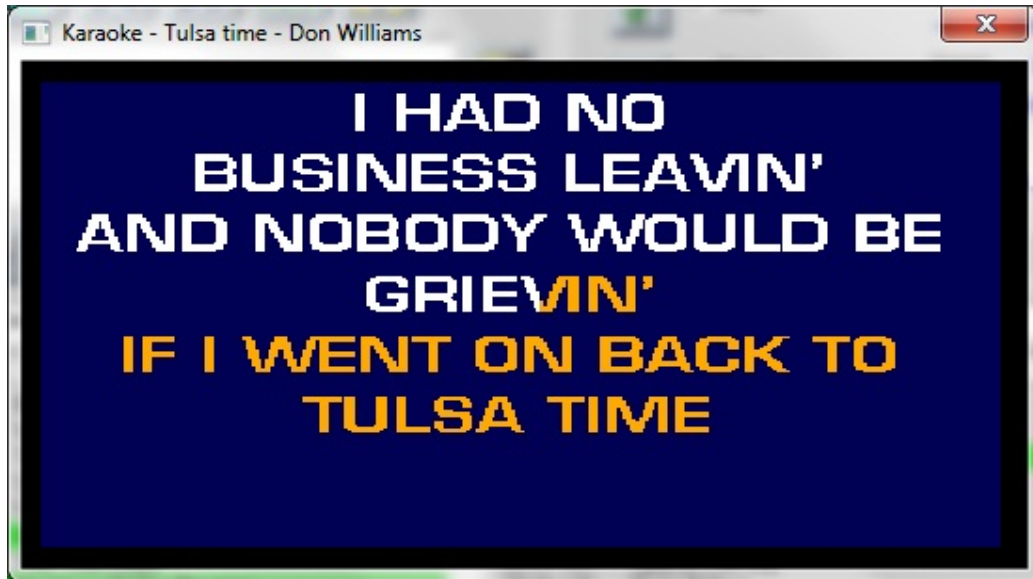 Karaoke - Tulsa time - Don Williams
I HAD NO
BUSINESS LEAVIN'
AND NOBODY WOULD BE
GRIEVIN'
IF I WENT ON BACK TO
TULSA TIME